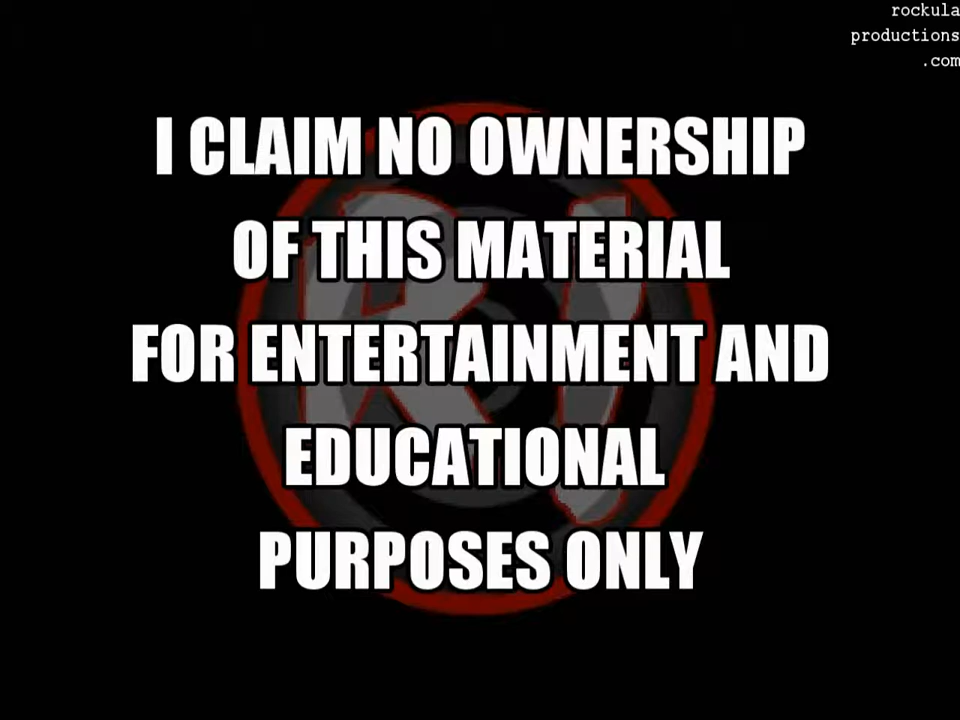 rockula
productions
.com
I CLAIM NO OWNERSHIP
OF THIS MATERIAL
FOR ENTERTAINMENT AND
EDUCATIONAL
PURPOSES ONLY